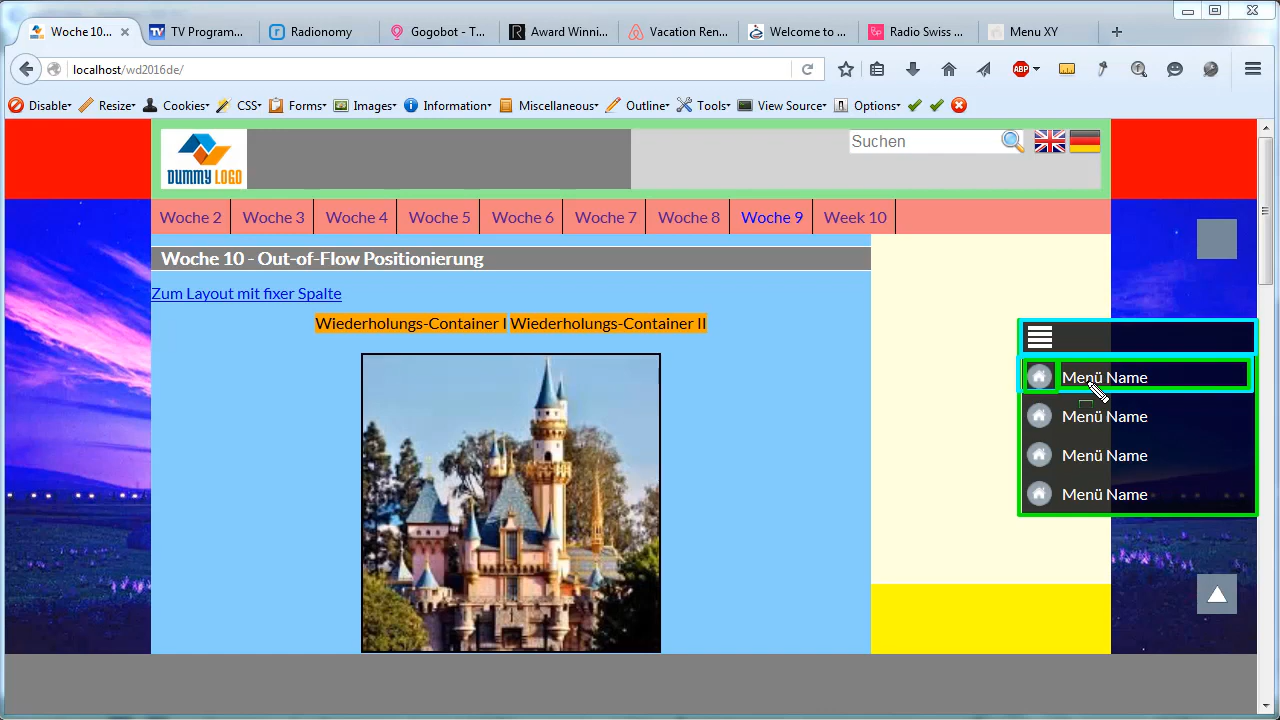 Woche 10...
TV Program...
Radionomy
Gogobot - T...
Award Winni...
Vacation Ren...
Welcome to ...
Radio Swiss ...
Menu XY
localhost/wd2016de/
ABP
Disable
Resize
Cookies
CSS
Forms
Images
Information
Miscellaneous
Outline
Tools
View Source
Options
DUMMY LOGO
Suchen
Woche 2
Woche 3
Woche 4
Woche 5
Woche 6
Woche 7
Woche 8
Woche 9
Week 10
Woche 10 - Out-of-Flow Positionierung
Zum Layout mit fixer Spalte
Wiederholungs-Container I Wiederholungs-Container II
Menü Name
Menü Name
Menü Name
Menü Name